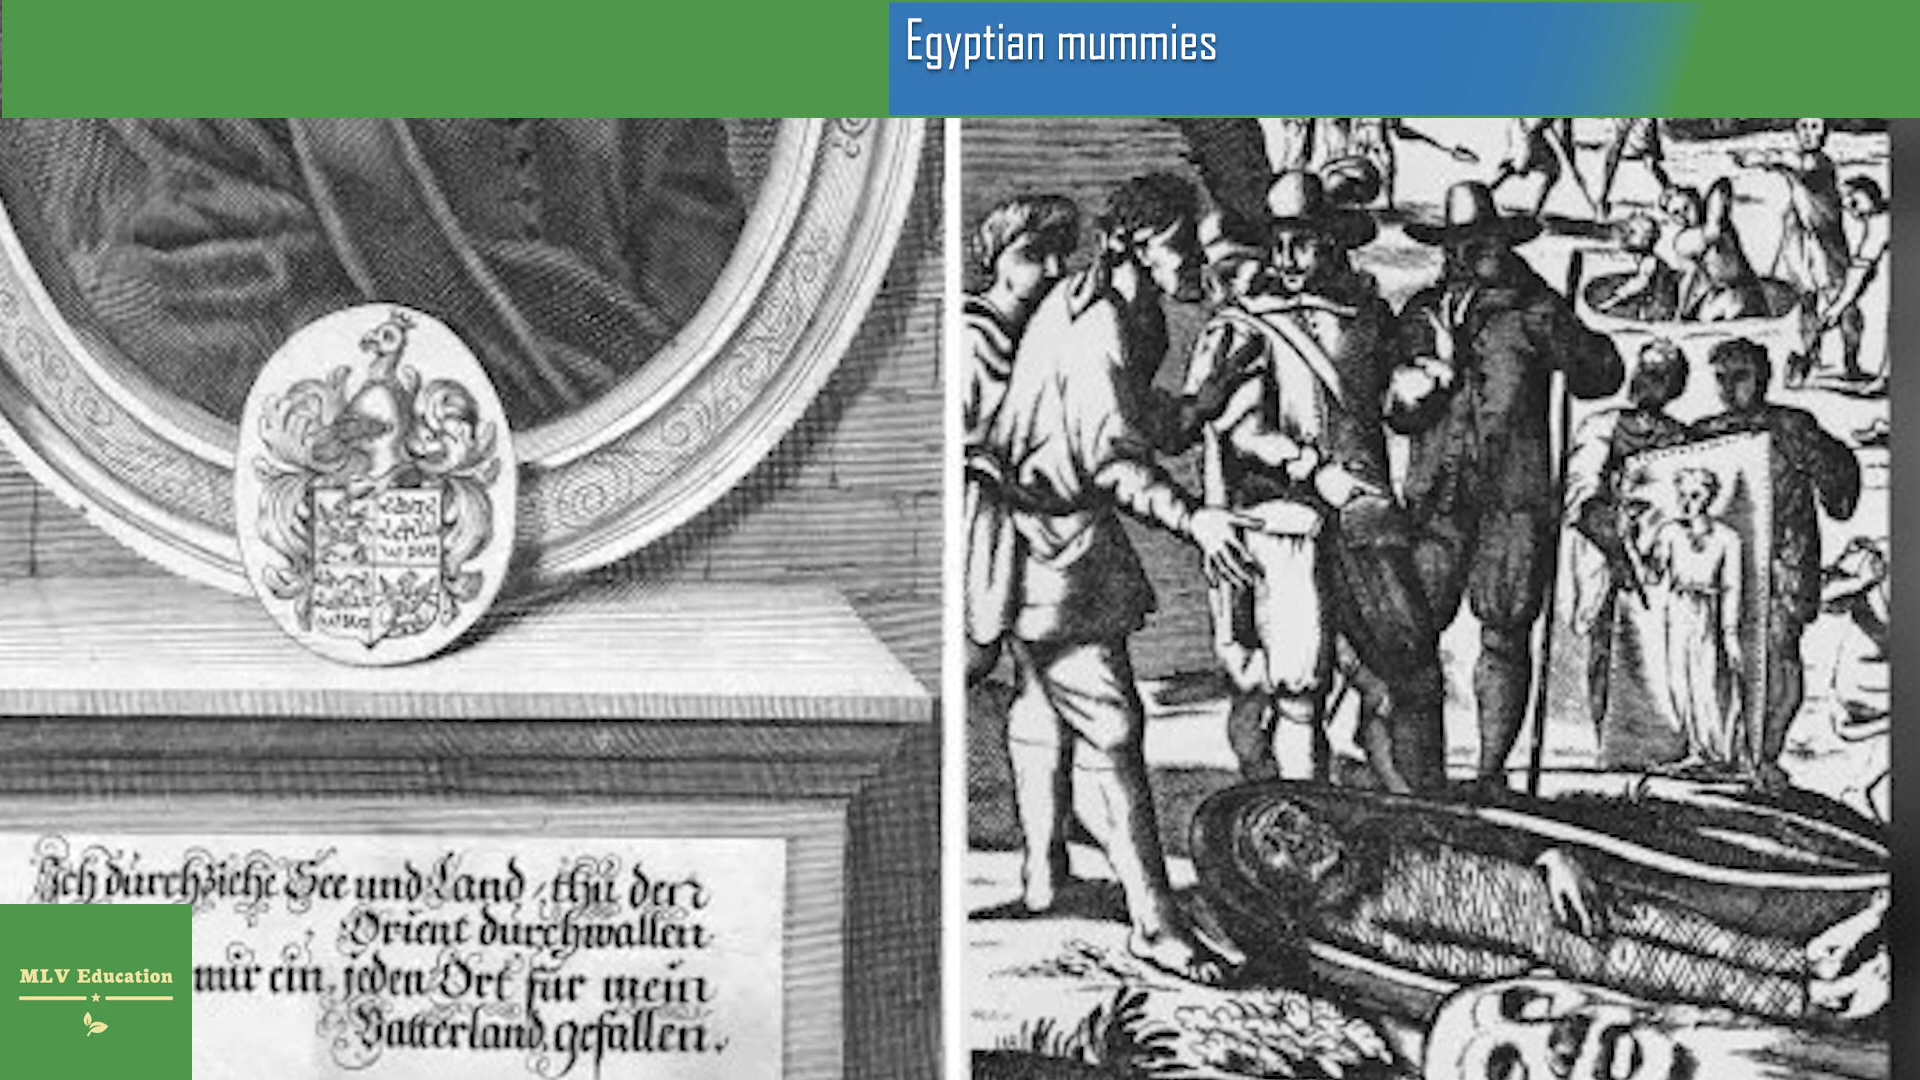 Egyptian mummies
Ich durchziehe See und Land, thu den
Orient durchwallen
mir ein jeden Ort für mein
Vatterland gefallen.
MLV Education